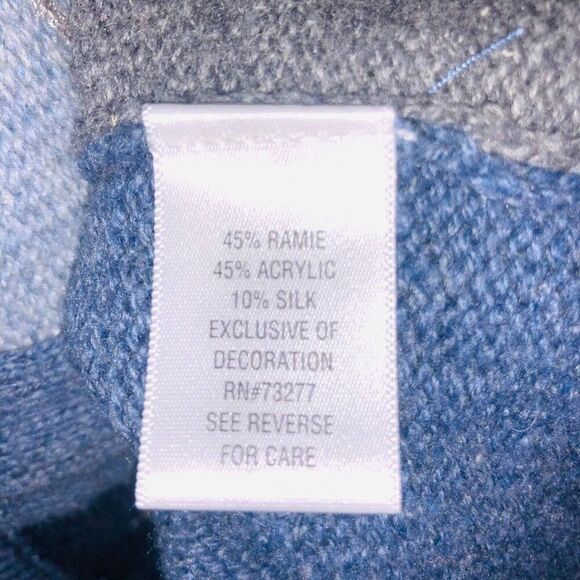 45% RAMIE
45% ACRYLIC
10% SILK
EXCLUSIVE OF
DECORATION
RN#73277
SEE REVERSE
FOR CARE